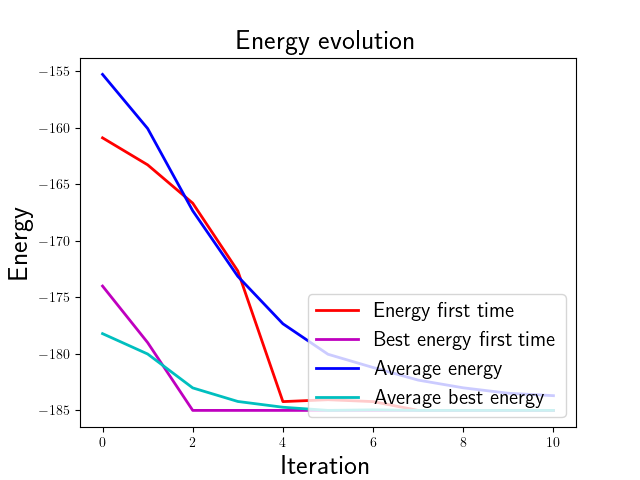 Energy evolution
−155
−160
−165
−170
−175
−180
−185
Energy
Energy first time
Best energy first time
Average energy
Average best energy
0
2
4
6
8
10
Iteration